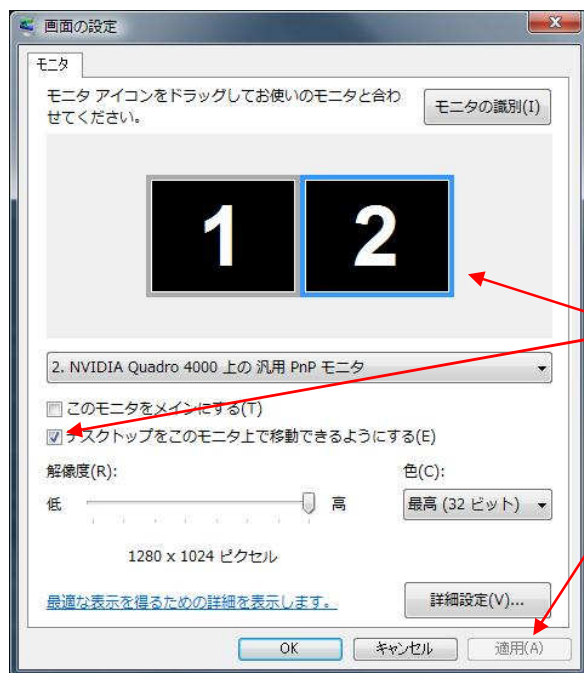 画面の設定
モニタ
モニタ アイコンをドラッグしてお使いのモニタと合わ
せてください。
モニタの識別(I)
1
2
2. NVIDIA Quadro 4000 上の 汎用 PnP モニタ
このモニタをメインにする(T)
デスクトップをこのモニタ上で移動できるようにする(E)
解像度(R):
色(C):
低
高
最高 (32 ビット)
1280 x 1024 ピクセル
最適な表示を得るための詳細を表示します。
詳細設定(V)...
OK
キャンセル
適用(A)